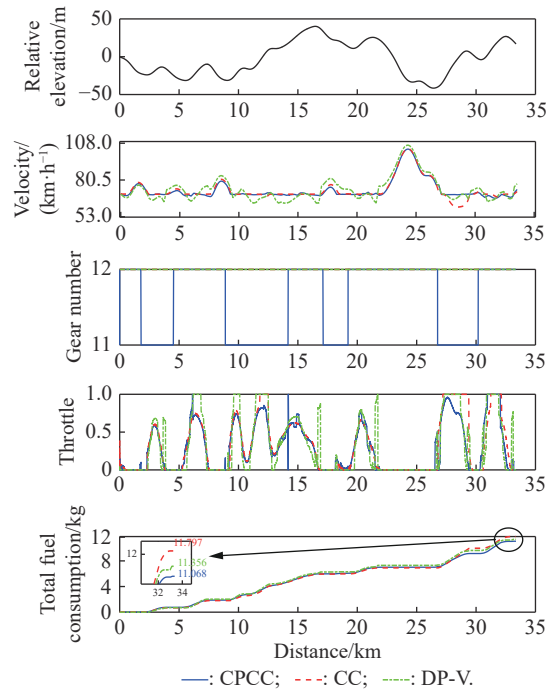 Relative
elevation/m
50
0
−50
0 5 10 15 20 25 30 35
Velocity/
(km·h⁻¹)
108.0
80.5
53.0
0 5 10 15 20 25 30 35
Gear number
12
11
0 5 10 15 20 25 30 35
Throttle
1.0
0.5
0
0 5 10 15 20 25 30 35
Total fuel
consumption/kg
12
8
4
0
12
11.797
11.356
11.068
32 34
0 5 10 15 20 25 30 35
Distance/km
—: CPCC; - -: CC; -·-: DP-V.